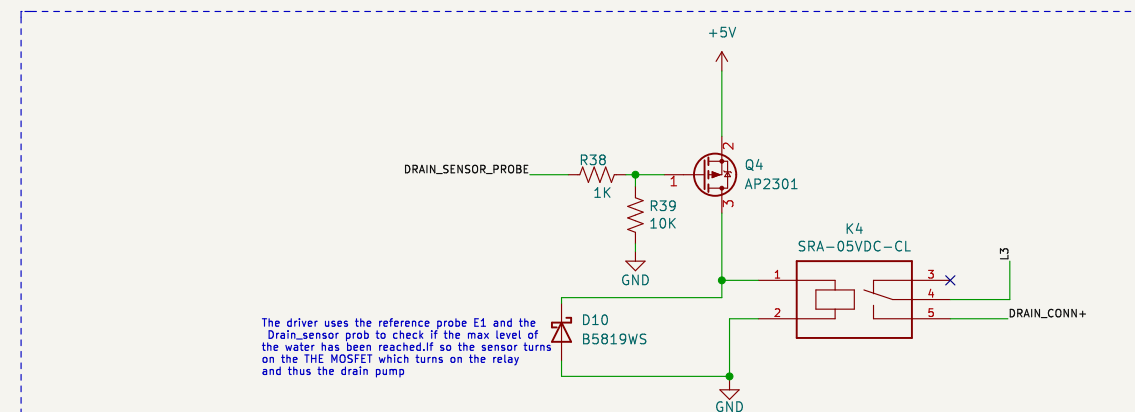 +5V
DRAIN_SENSOR_PROBE
R38
1K
1
2
3
Q4
AP2301
R39
10K
GND
K4
SRA-05VDC-CL
1
2
3
4
5
L3
DRAIN_CONN+
D10
B5819WS
GND
The driver uses the reference probe E1 and the
Drain_sensor prob to check if the max level of
the water has been reached.If so the sensor turns
on the THE MOSFET which turns on the relay
and thus the drain pump